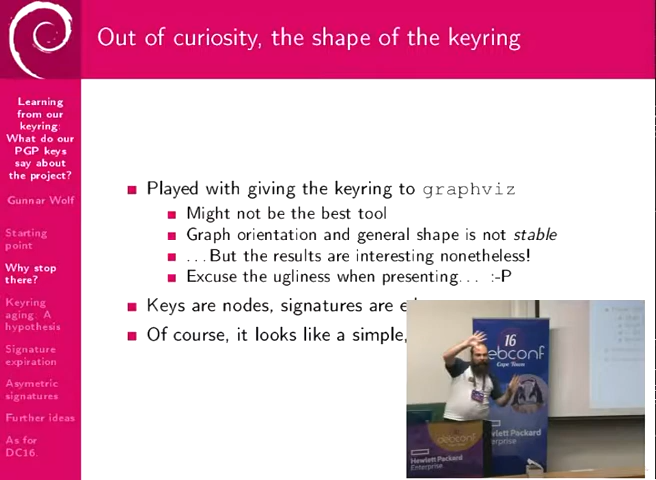 Out of curiosity, the shape of the keyring
Learning
from our
keyring:
What do our
PGP keys
say about
the project?
Gunnar Wolf
Starting
point
Why stop
there?
Keyring
aging: A
hypothesis
Signature
expiration
Asymetric
signatures
Further ideas
As for
DC16.
Played with giving the keyring to graphviz
Might not be the best tool
Graph orientation and general shape is not stable
...But the results are interesting nonetheless!
Excuse the ugliness when presenting... :-P
Keys are nodes, signatures are
Of course, it looks like a simple,
16
ebconf
Cape Town
debconf
Hewlett Packard
Enterprise
wlett Packard
erprise